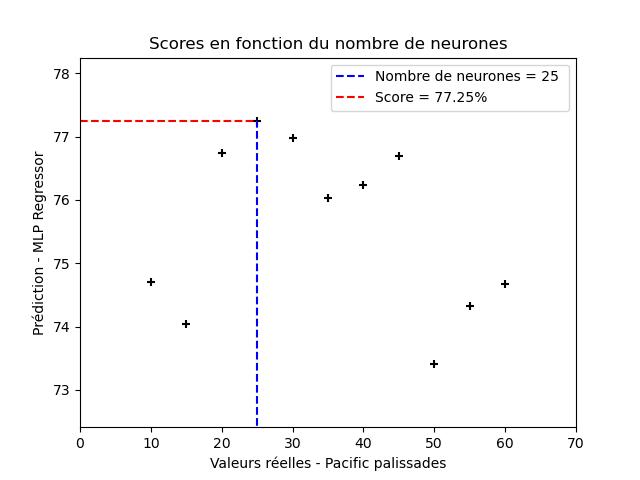 Scores en fonction du nombre de neurones
Nombre de neurones = 25
Score = 77.25%
78
77
76
75
74
73
Prédiction - MLP Regressor
0 10 20 30 40 50 60 70
Valeurs réelles - Pacific palissades